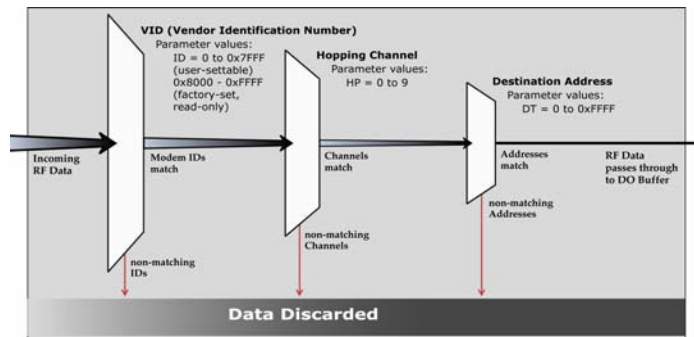 VID (Vendor Identification Number)
Parameter values:
ID = 0 to 0x7FFF
(user-settable)
0x8000 - 0xFFFF
(factory-set,
read-only)
Hopping Channel
Parameter values:
HP = 0 to 9
Destination Address
Parameter values:
DT = 0 to 0xFFFF
Incoming
RF Data
Modem IDs
match
Channels
match
Addresses
match
RF Data
passes through
to DO Buffer
non-matching
IDs
non-matching
Channels
non-matching
Addresses
Data Discarded